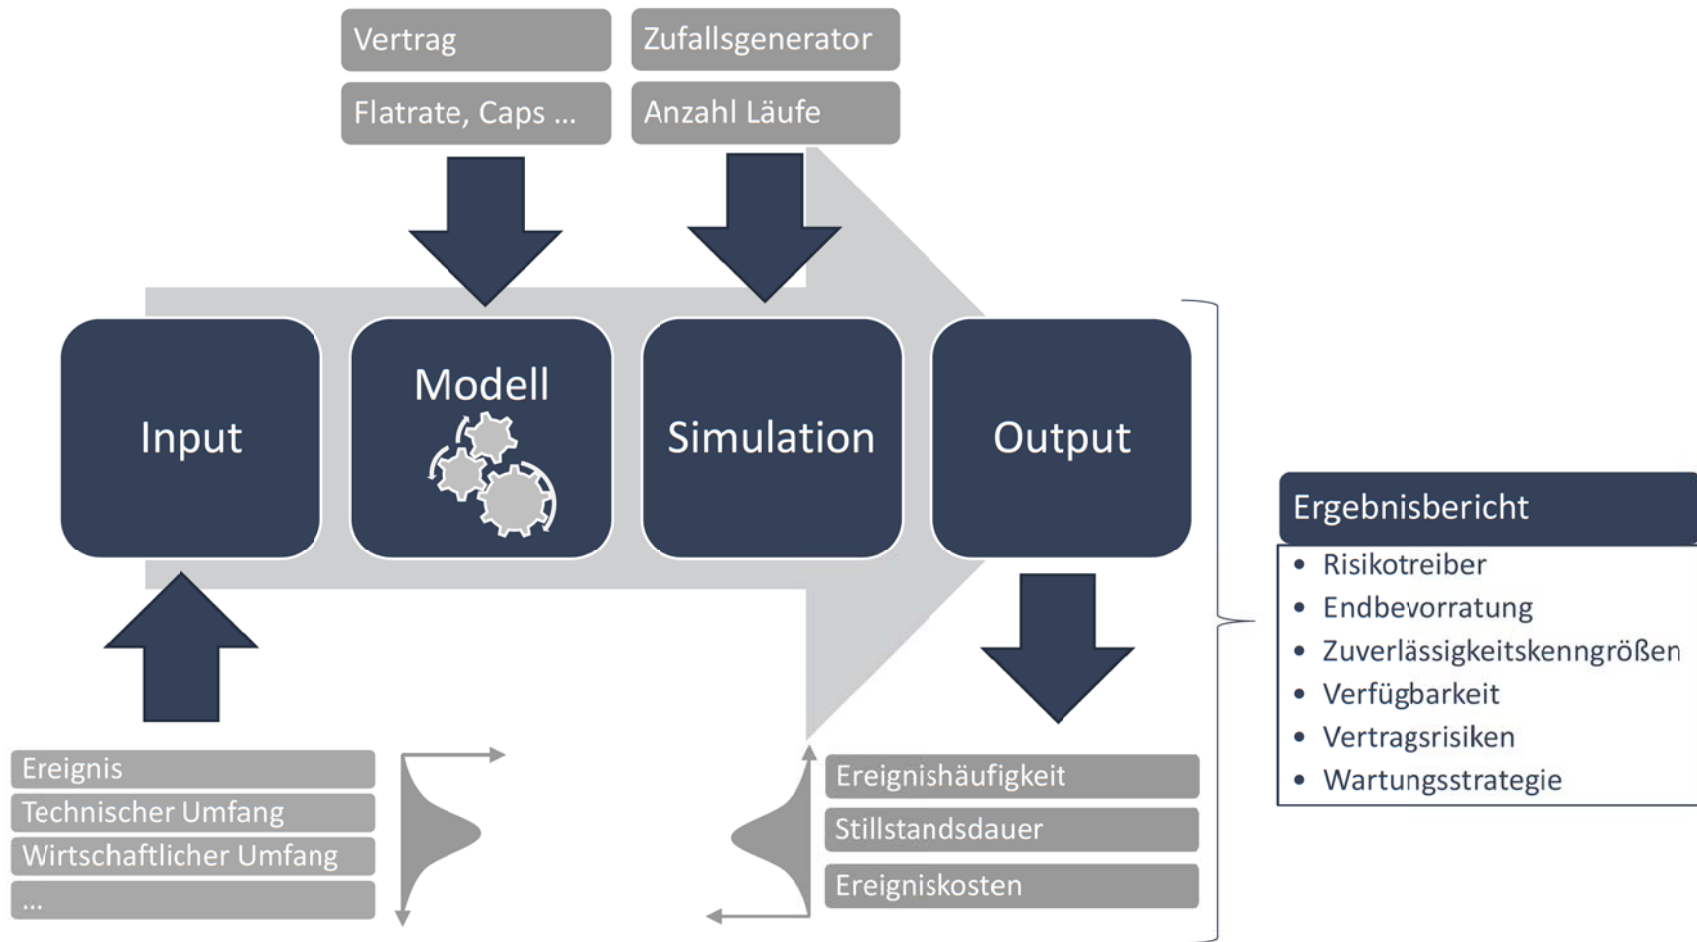 Vertrag
Zufallsgenerator
Flatrate, Caps ...
Anzahl Läufe
Input
Modell
Simulation
Output
Ergebnisbericht
• Risikotreiber
• Endbevorratung
• Zuverlässigkeitskenngrößen
• Verfügbarkeit
• Vertragsrisiken
• Wartungsstrategie
Ereignis
Technischer Umfang
Wirtschaftlicher Umfang
...
Ereignishäufigkeit
Stillstandsdauer
Ereigniskosten